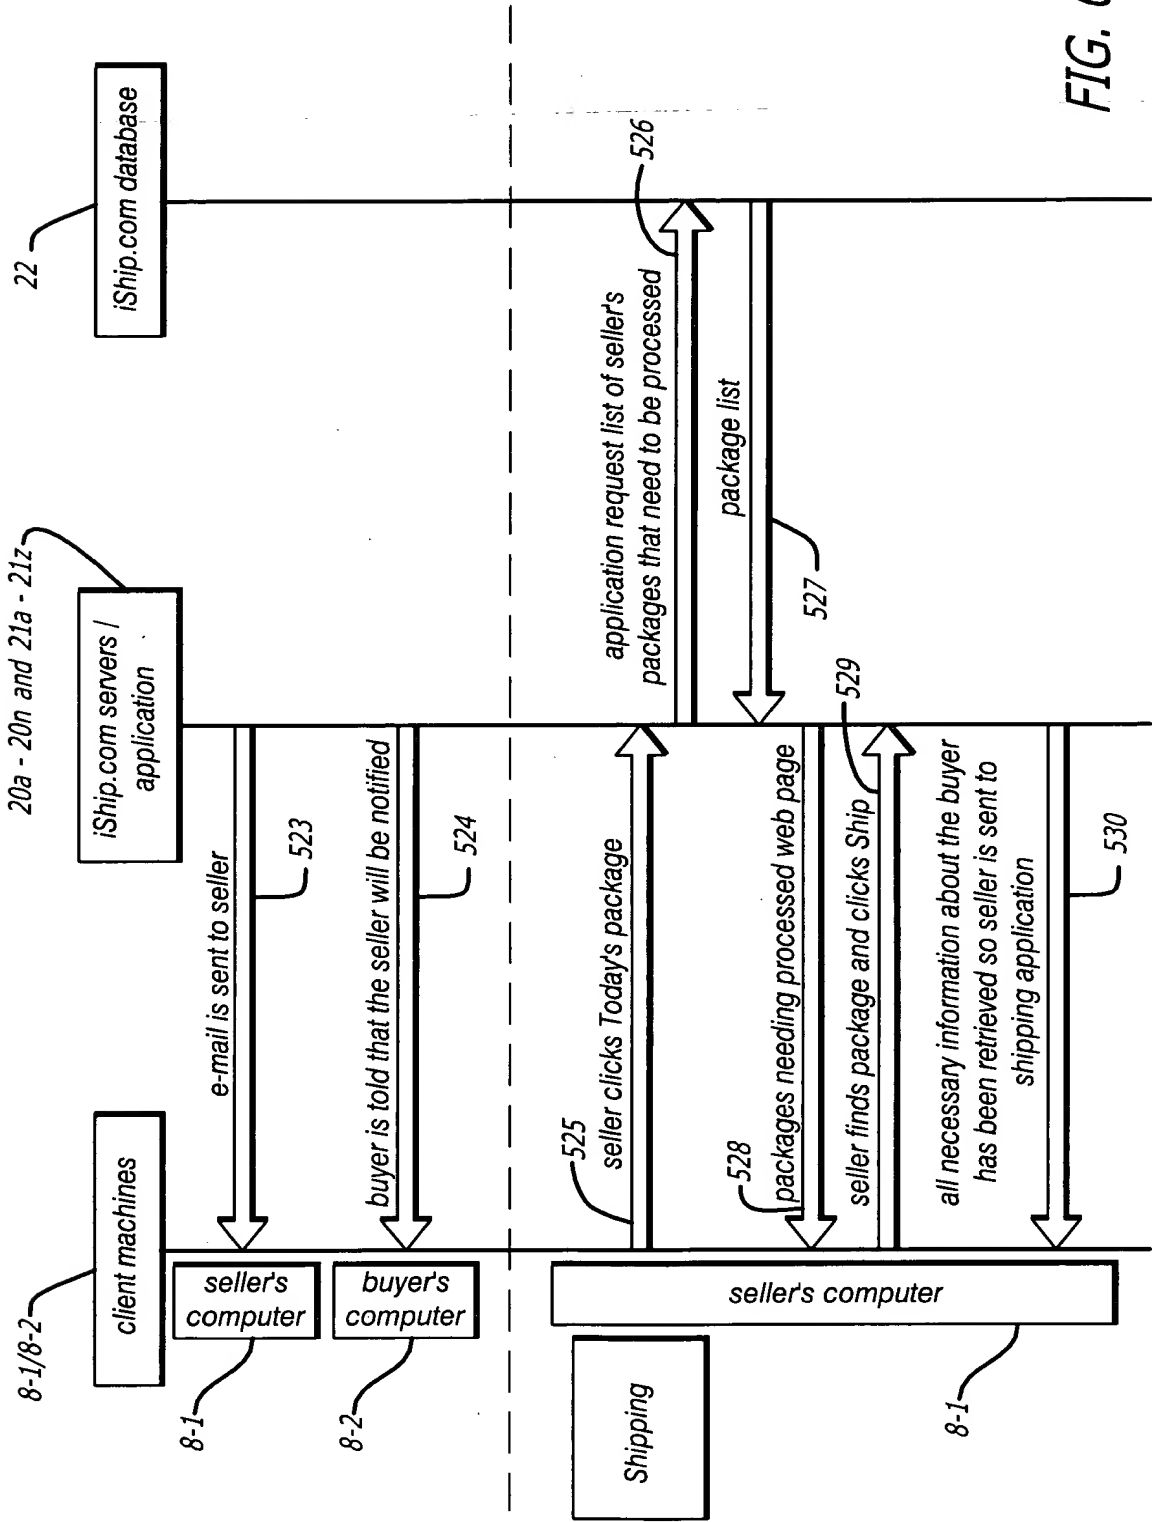 8-1/8-2
20a - 20n and 21a - 21z
22
client machines
iShip.com servers /
application
iShip.com database
8-1
seller's
computer
e-mail is sent to seller
523
8-2
buyer's
computer
buyer is told that the seller will be notified
524
Shipping
seller's computer
8-1
525
seller clicks Today's package
application request list of seller's
packages that need to be processed
526
package list
527
528
packages needing processed web page
seller finds package and clicks Ship
529
all necessary information about the buyer
has been retrieved so seller is sent to
shipping application
530
FIG.